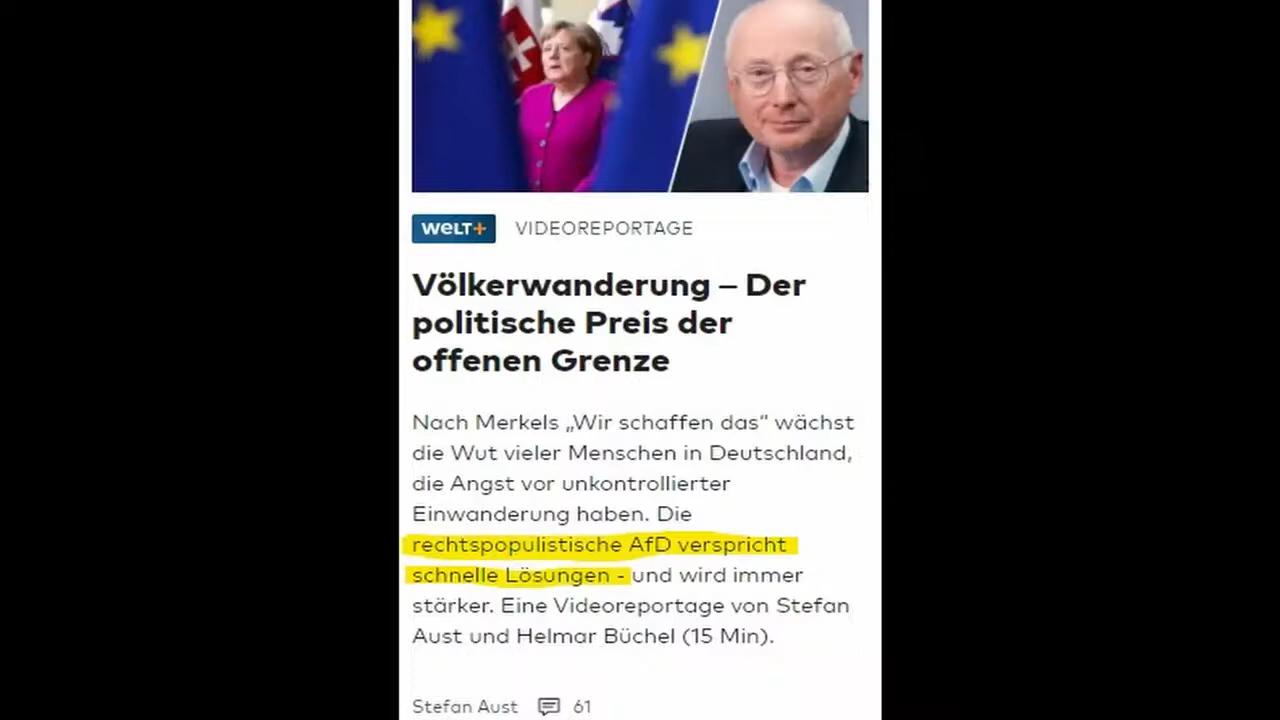 WELT+ VIDEOREPORTAGE
Völkerwanderung – Der
politische Preis der
offenen Grenze
Nach Merkels „Wir schaffen das“ wächst
die Wut vieler Menschen in Deutschland,
die Angst vor unkontrollierter
Einwanderung haben. Die
rechtspopulistische AfD verspricht
schnelle Lösungen - und wird immer
stärker. Eine Videoreportage von Stefan
Aust und Helmar Büchel (15 Min).
Stefan Aust 61